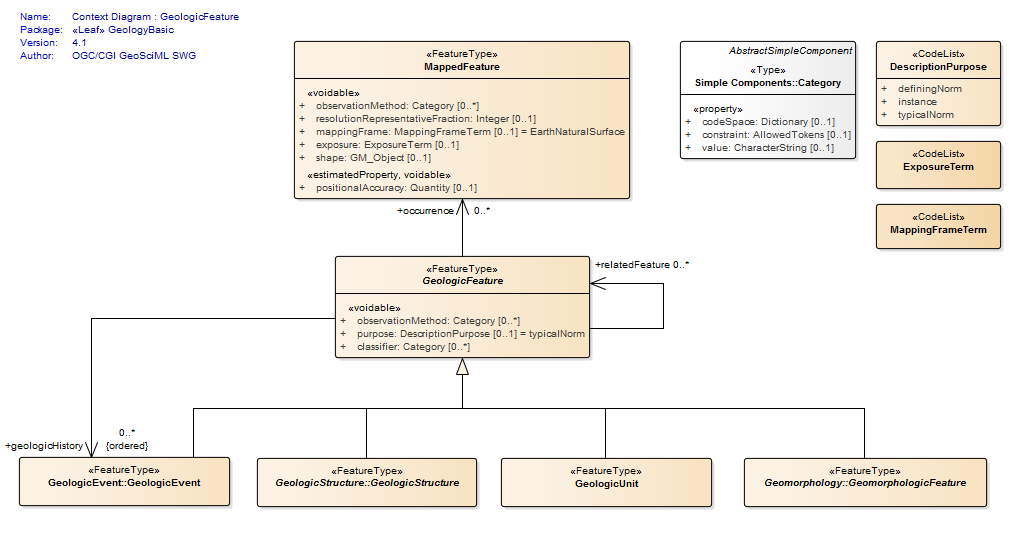 Name: Context Diagram : GeologicFeature
Package: «Leaf» GeologyBasic
Version: 4.1
Author: OGC/CGI GeoSciML SWG
«FeatureType»
MappedFeature
«voidable»
+ observationMethod: Category [0..*]
+ resolutionRepresentativeFraction: Integer [0..1]
+ mappingFrame: MappingFrameTerm [0..1] = EarthNaturalSurface
+ exposure: ExposureTerm [0..1]
+ shape: GM_Object [0..1]
«estimatedProperty, voidable»
+ positionalAccuracy: Quantity [0..1]
AbstractSimpleComponent
«Type»
Simple Components::Category
«property»
+ codeSpace: Dictionary [0..1]
+ constraint: AllowedTokens [0..1]
+ value: CharacterString [0..1]
«CodeList»
DescriptionPurpose
+ definingNorm
+ instance
+ typicalNorm
«CodeList»
ExposureTerm
«CodeList»
MappingFrameTerm
+occurrence 0..*
«FeatureType»
GeologicFeature
«voidable»
+ observationMethod: Category [0..*]
+ purpose: DescriptionPurpose [0..1] = typicalNorm
+ classifier: Category [0..*]
+relatedFeature 0..*
0..*
+geologicHistory {ordered}
«FeatureType»
GeologicEvent::GeologicEvent
«FeatureType»
GeologicStructure::GeologicStructure
«FeatureType»
GeologicUnit
«FeatureType»
Geomorphology::GeomorphologicFeature